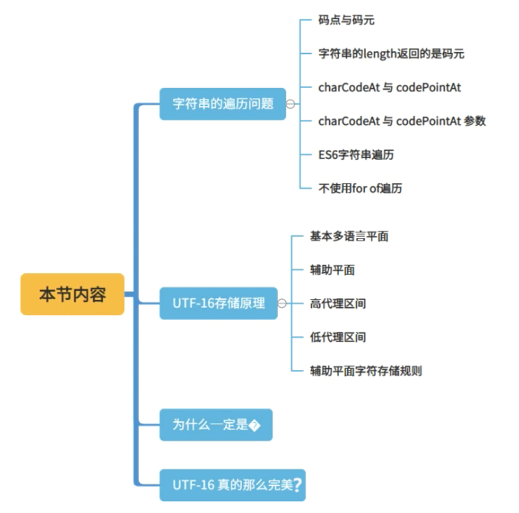 本节内容
字符串的遍历问题
码点与码元
字符串的length返回的是码元
charCodeAt 与 codePointAt
charCodeAt 与 codePointAt 参数
ES6字符串遍历
不使用for of遍历
UTF-16存储原理
基本多语言平面
辅助平面
高代理区间
低代理区间
辅助平面字符存储规则
为什么一定是�
UTF-16 真的那么完美?